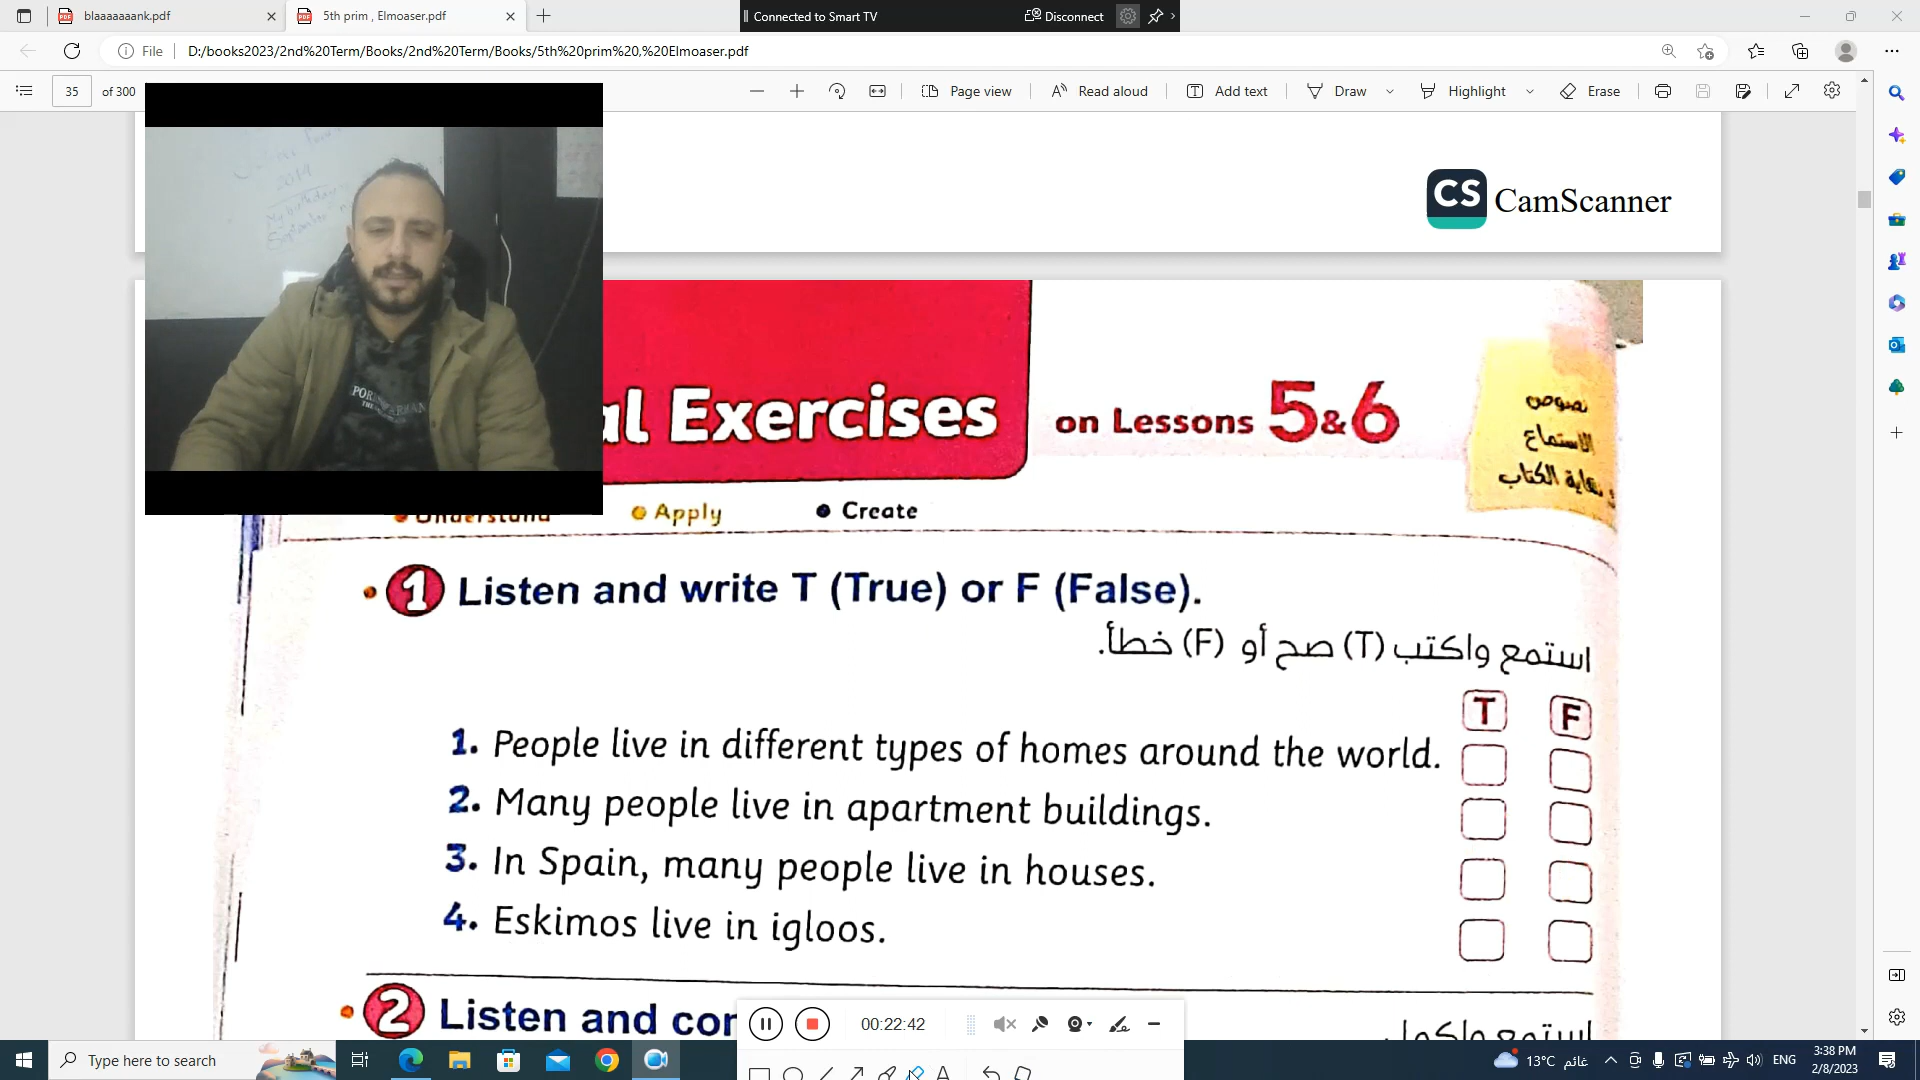 blaaaaaaank.pdf
5th prim , Elmoaser.pdf
Connected to Smart TV
Disconnect
File
D:/books2023/2nd%20Term/Books/2nd%20Term/Books/5th%20prim%20,%20Elmoaser.pdf
35 of 300
Page view
Read aloud
Add text
Draw
Highlight
Erase
CS CamScanner
2019
al Exercises on Lessons 5&6
نصوص
الاستماع
نهاية الكتاب
Understand
Apply
Create
1 Listen and write T (True) or F (False).
استمع واكتب (T) صح أو (F) خطأ.
T F
1. People live in different types of homes around the world.
2. Many people live in apartment buildings.
3. In Spain, many people live in houses.
4. Eskimos live in igloos.
2 Listen and cor
استمع واكمل.
00:22:42
Type here to search
13°C غائم
ENG
3:38 PM
2/8/2023